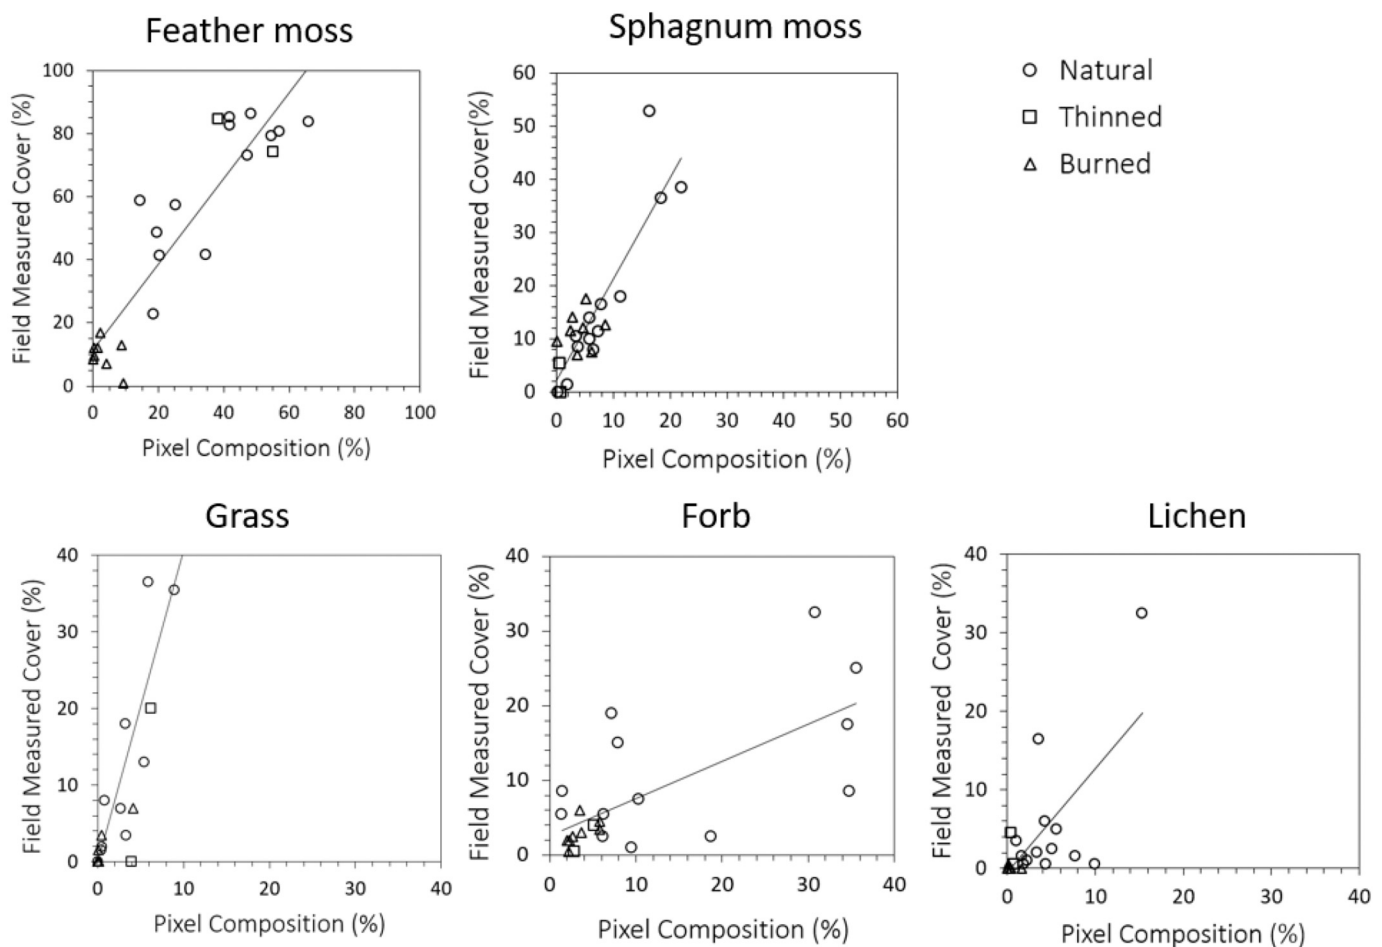 Feather moss
Sphagnum moss
Natural
Thinned
Burned
Field Measured Cover (%)
100
80
60
40
20
0
0 20 40 60 80 100
Pixel Composition (%)
Field Measured Cover(%)
60
50
40
30
20
10
0
0 10 20 30 40 50 60
Pixel Composition (%)
Grass
Forb
Lichen
Field Measured Cover (%)
40
30
20
10
0
0 10 20 30 40
Pixel Composition (%)
Field Measured Cover (%)
40
30
20
10
0
0 10 20 30 40
Pixel Composition (%)
Field Measured Cover (%)
40
30
20
10
0
0 10 20 30 40
Pixel Composition (%)